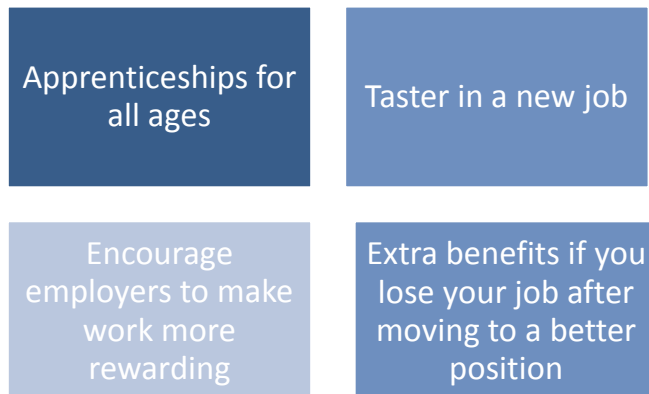 Apprenticeships for
all ages
Taster in a new job
Encourage
employers to make
work more
rewarding
Extra benefits if you
lose your job after
moving to a better
position